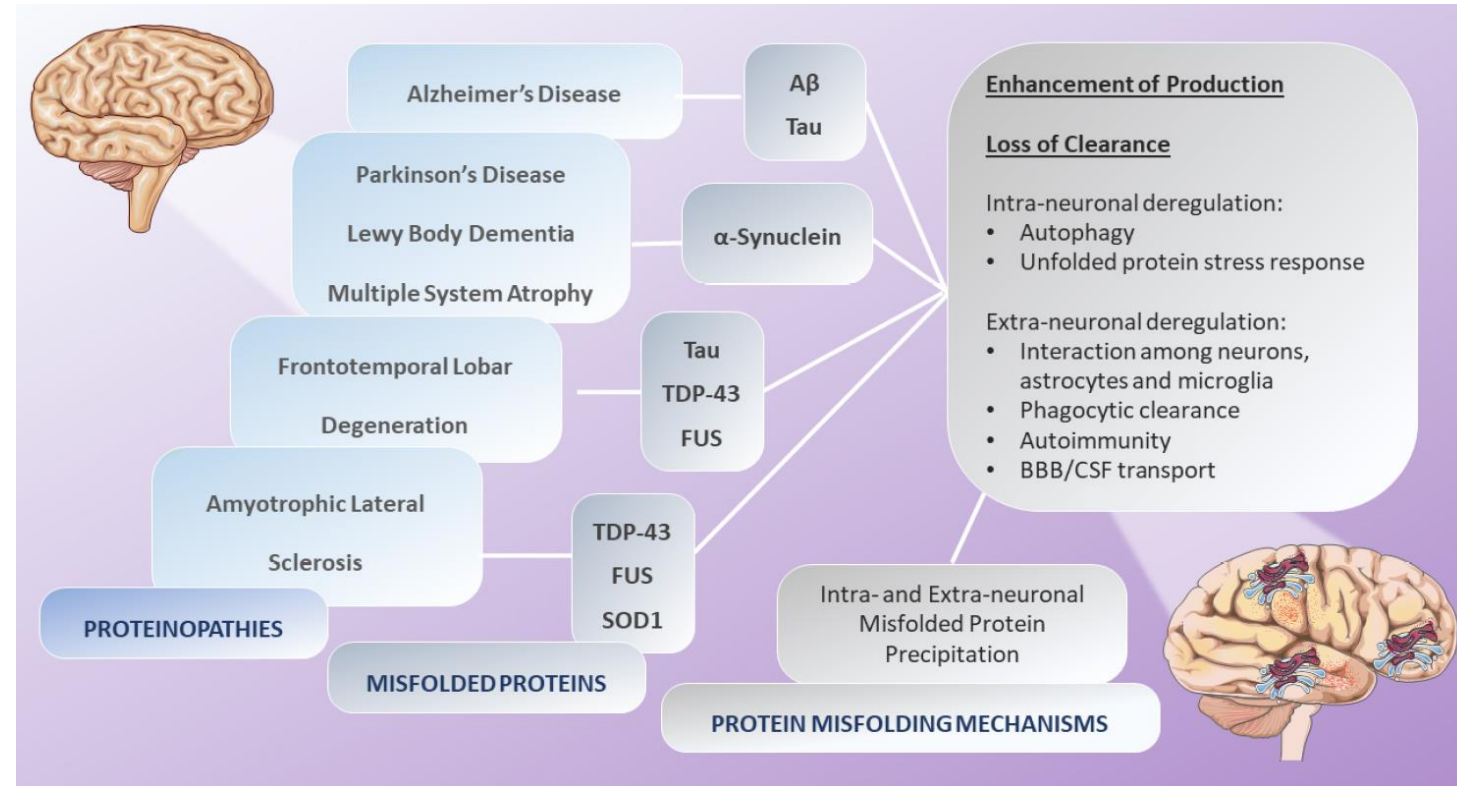 Alzheimer's Disease
Aβ
Tau
Parkinson's Disease
Lewy Body Dementia
Multiple System Atrophy
α-Synuclein
Frontotemporal Lobar
Degeneration
Tau
TDP-43
FUS
Amyotrophic Lateral
Sclerosis
TDP-43
FUS
SOD1
PROTEINOPATHIES
MISFOLDED PROTEINS
Enhancement of Production
Loss of Clearance
Intra-neuronal deregulation:
• Autophagy
• Unfolded protein stress response
Extra-neuronal deregulation:
• Interaction among neurons,
astrocytes and microglia
• Phagocytic clearance
• Autoimmunity
• BBB/CSF transport
Intra- and Extra-neuronal
Misfolded Protein
Precipitation
PROTEIN MISFOLDING MECHANISMS